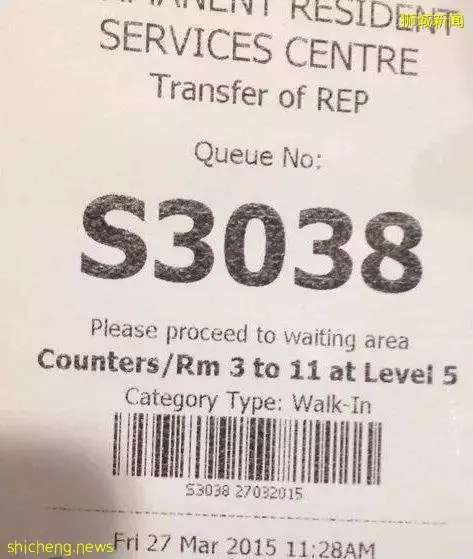 狮城新闻
RESIDENT
SERVICES CENTRE
Transfer of REP
Queue No:
S3038
Please proceed to waiting area
Counters/Rm 3 to 11 at Level 5
Category Type: Walk-In
S3038 27032015
Fri 27 Mar 2015 11:28AM
shicheng.news